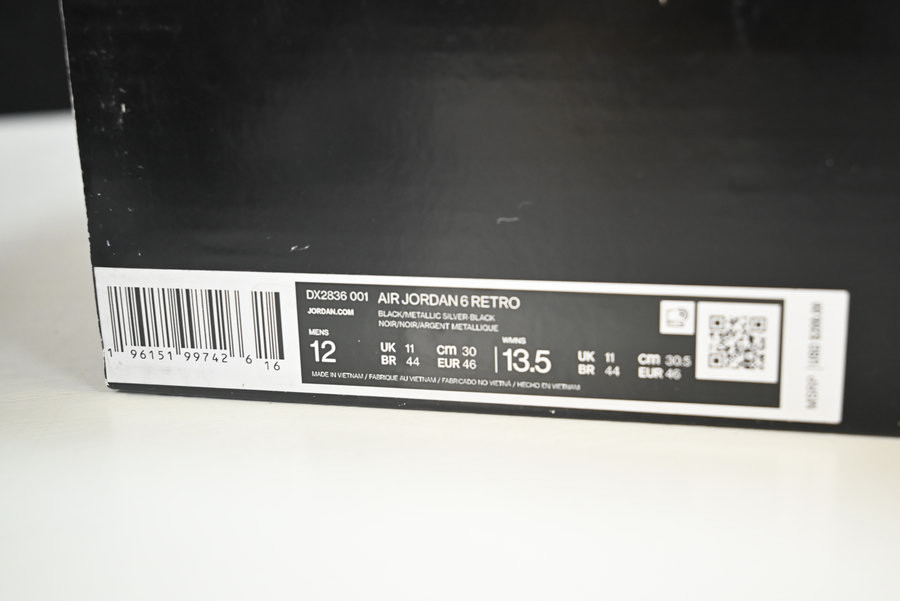 DX2836 001 AIR JORDAN 6 RETRO
JORDAN.COM
BLACK/METALLIC SILVER-BLACK
NOIR/NOIR/ARGENT METALLIQUE
MENS
12
UK 11 cm 30
BR 44 EUR 46
WMNS
13.5
UK 11 cm 30.5
BR 44 EUR 46
MADE IN VIETNAM / FABRIQUE AU VIETNAM / FABRICADO NO VIETNÃ / HECHO EN VIETNAM
1 96151 99742 6 16
MSRP